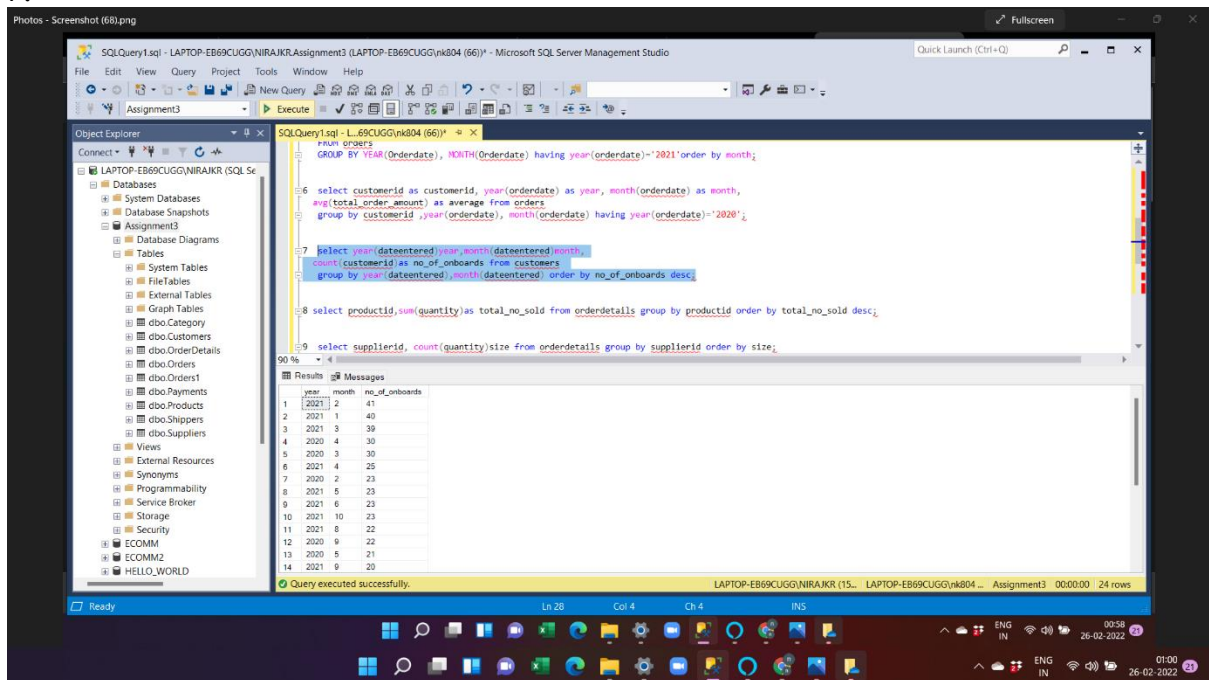 Photos - Screenshot (68).png
Fullscreen
SQLQuery1.sql - LAPTOP-EB69CUGG\NIRAJKR.Assignment3 (LAPTOP-EB69CUGG\nk804 (66))* - Microsoft SQL Server Management Studio
Quick Launch (Ctrl+Q)
File Edit View Query Project Tools Window Help
New Query
Assignment3
Execute
Object Explorer
Connect
LAPTOP-EB69CUGG\NIRAJKR (SQL Se
Databases
System Databases
Database Snapshots
Assignment3
Database Diagrams
Tables
System Tables
FileTables
External Tables
Graph Tables
dbo.Category
dbo.Customers
dbo.OrderDetails
dbo.Orders
dbo.Orders1
dbo.Payments
dbo.Products
dbo.Shippers
dbo.Suppliers
Views
External Resources
Synonyms
Programmability
Service Broker
Storage
Security
ECOMM
ECOMM2
HELLO_WORLD
SQLQuery1.sql - L...69CUGG\nk804 (66))*
FROM orders
GROUP BY YEAR(Orderdate), MONTH(Orderdate) having year(orderdate)='2021'order by month;
6 select customerid as customerid, year(orderdate) as year, month(orderdate) as month,
avg(total_order_amount) as average from orders
group by customerid ,year(orderdate), month(orderdate) having year(orderdate)='2020';
7 select year(dateentered)year,month(dateentered)month,
count(customerid)as no_of_onboards from customers
group by year(dateentered),month(dateentered) order by no_of_onboards desc;
8 select productid,sum(quantity)as total_no_sold from orderdetails group by productid order by total_no_sold desc;
9 select supplierid, count(quantity)size from orderdetails group by supplierid order by size;
90 %
Results Messages
year month no_of_onboards
1 2021 2 41
2 2021 1 40
3 2021 3 39
4 2020 4 30
5 2020 3 30
6 2021 4 25
7 2020 2 23
8 2021 5 23
9 2021 6 23
10 2021 10 23
11 2021 8 22
12 2020 9 22
13 2020 5 21
14 2021 9 20
Query executed successfully.
LAPTOP-EB69CUGG\NIRAJKR (15... LAPTOP-EB69CUGG\nk804 ... Assignment3 00:00:00 24 rows
Ready
Ln 28 Col 4 Ch 4 INS
ENG
IN
00:58
26-02-2022
21
ENG
IN
01:00
26-02-2022
21